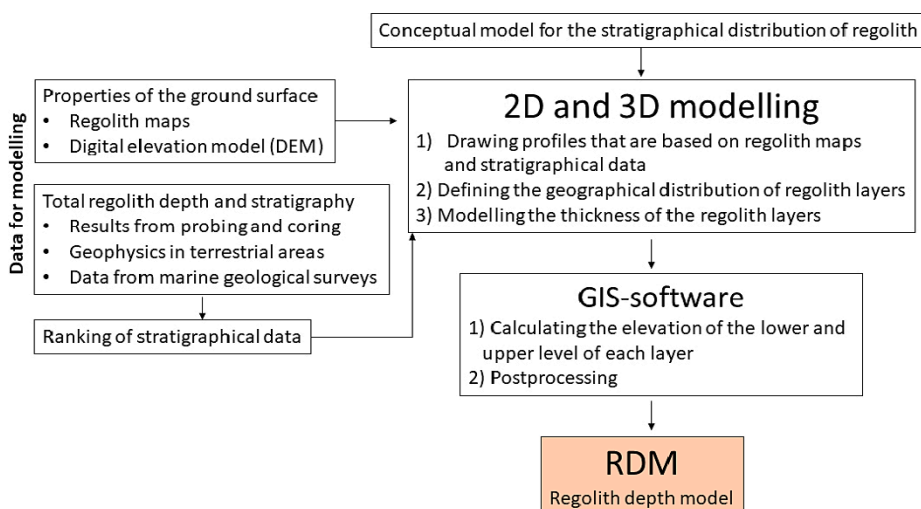 Conceptual model for the stratigraphical distribution of regolith
Data for modelling
Properties of the ground surface
• Regolith maps
• Digital elevation model (DEM)
Total regolith depth and stratigraphy
• Results from probing and coring
• Geophysics in terrestrial areas
• Data from marine geological surveys
Ranking of stratigraphical data
2D and 3D modelling
1) Drawing profiles that are based on regolith maps
and stratigraphical data
2) Defining the geographical distribution of regolith layers
3) Modelling the thickness of the regolith layers
GIS-software
1) Calculating the elevation of the lower and
upper level of each layer
2) Postprocessing
RDM
Regolith depth model